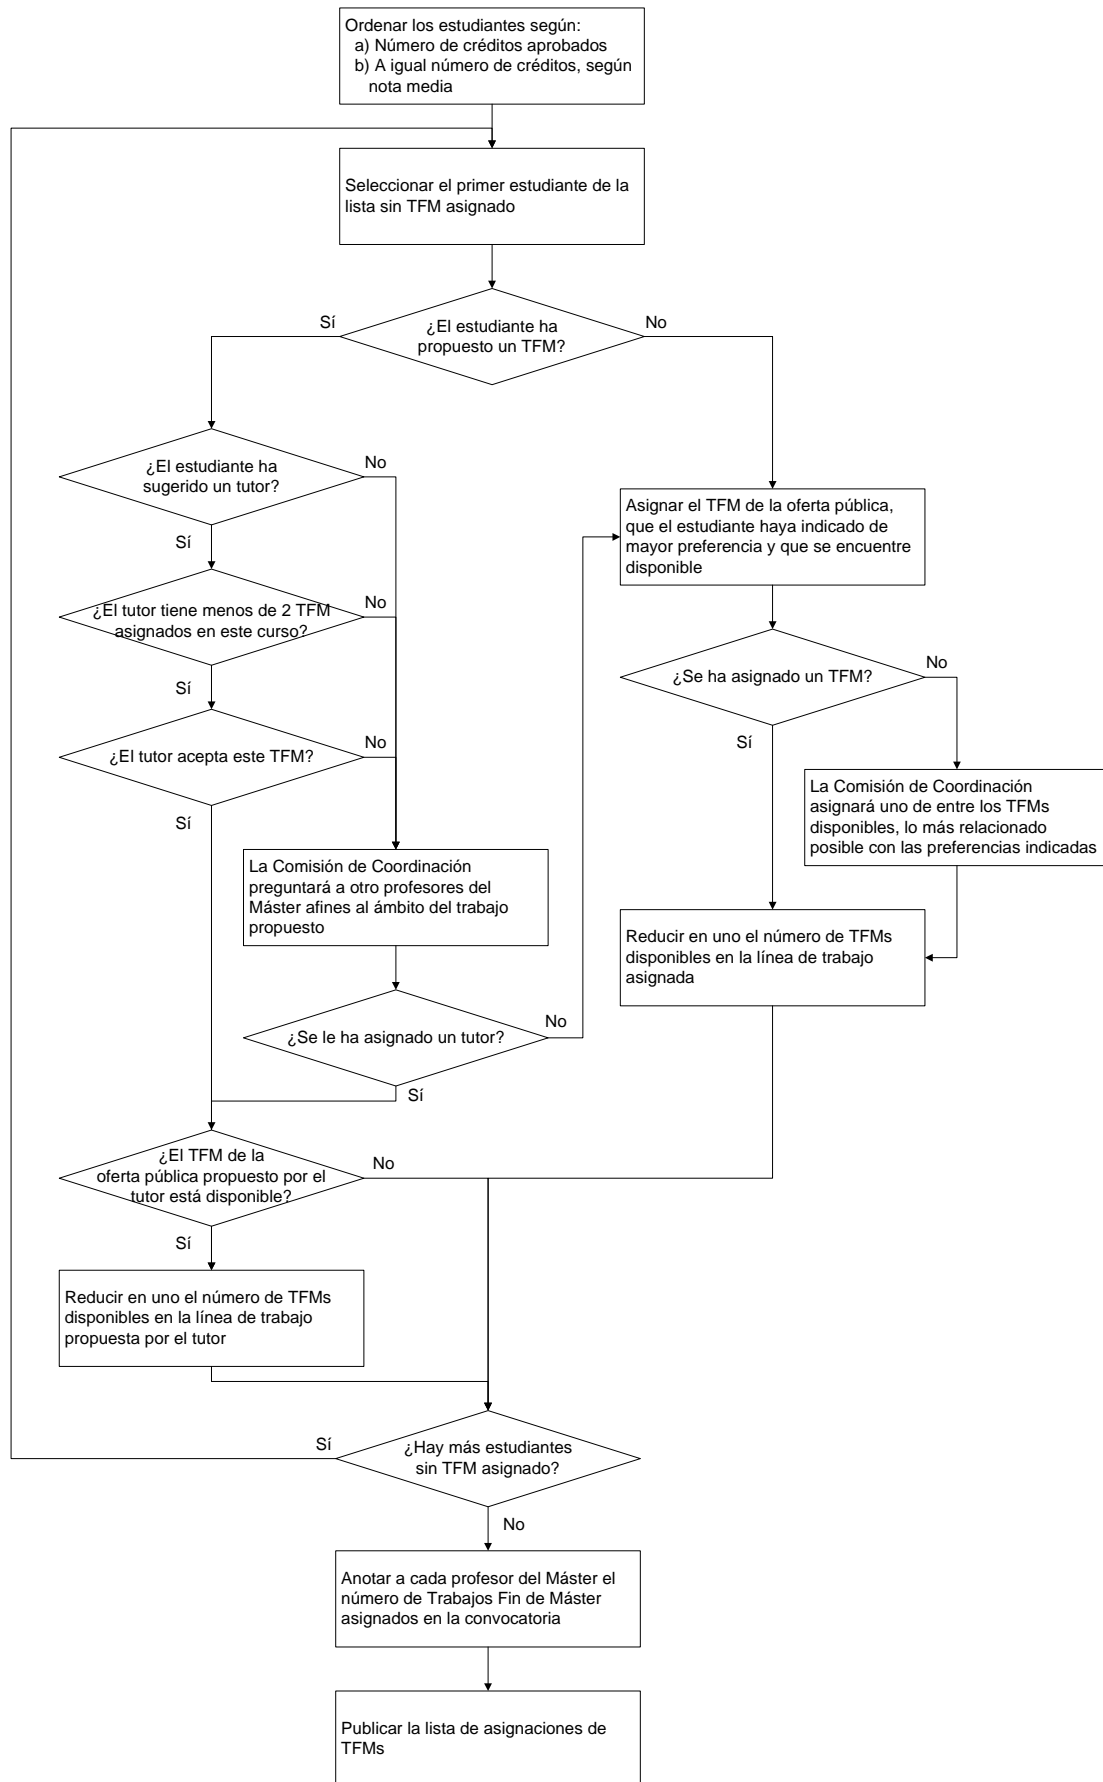 Ordenar los estudiantes según:
a) Número de créditos aprobados
b) A igual número de créditos, según
nota media
Seleccionar el primer estudiante de la
lista sin TFM asignado
¿El estudiante ha
propuesto un TFM?
Sí
No
¿El estudiante ha
sugerido un tutor?
No
Sí
¿El tutor tiene menos de 2 TFM
asignados en este curso?
No
Sí
¿El tutor acepta este TFM?
No
Sí
La Comisión de Coordinación
preguntará a otro profesores del
Máster afines al ámbito del trabajo
propuesto
¿Se le ha asignado un tutor?
No
Sí
Asignar el TFM de la oferta pública,
que el estudiante haya indicado de
mayor preferencia y que se encuentre
disponible
¿Se ha asignado un TFM?
No
Sí
La Comisión de Coordinación
asignará uno de entre los TFMs
disponibles, lo más relacionado
posible con las preferencias indicadas
Reducir en uno el número de TFMs
disponibles en la línea de trabajo
asignada
¿El TFM de la
oferta pública propuesto por el
tutor está disponible?
No
Sí
Reducir en uno el número de TFMs
disponibles en la línea de trabajo
propuesta por el tutor
¿Hay más estudiantes
sin TFM asignado?
Sí
No
Anotar a cada profesor del Máster el
número de Trabajos Fin de Máster
asignados en la convocatoria
Publicar la lista de asignaciones de
TFMs